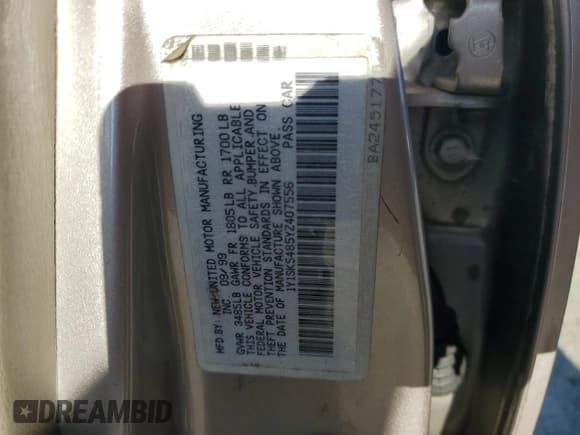 MFD.BY: NEW UNITED MOTOR MANUFACTURING
INC. 09/99
GVWR 3485LB GAWR FR 1805LB RR 1700LB
THIS VEHICLE CONFORMS TO ALL APPLICABLE
FEDERAL MOTOR VEHICLE SAFETY,BUMPER,AND
THEFT PREVENTION STANDARDS IN EFFECT ON
THE DATE OF MANUFACTURE SHOWN ABOVE.
1Y1SK5485YZ407556 PASS CAR
BA245177
DREAMBID